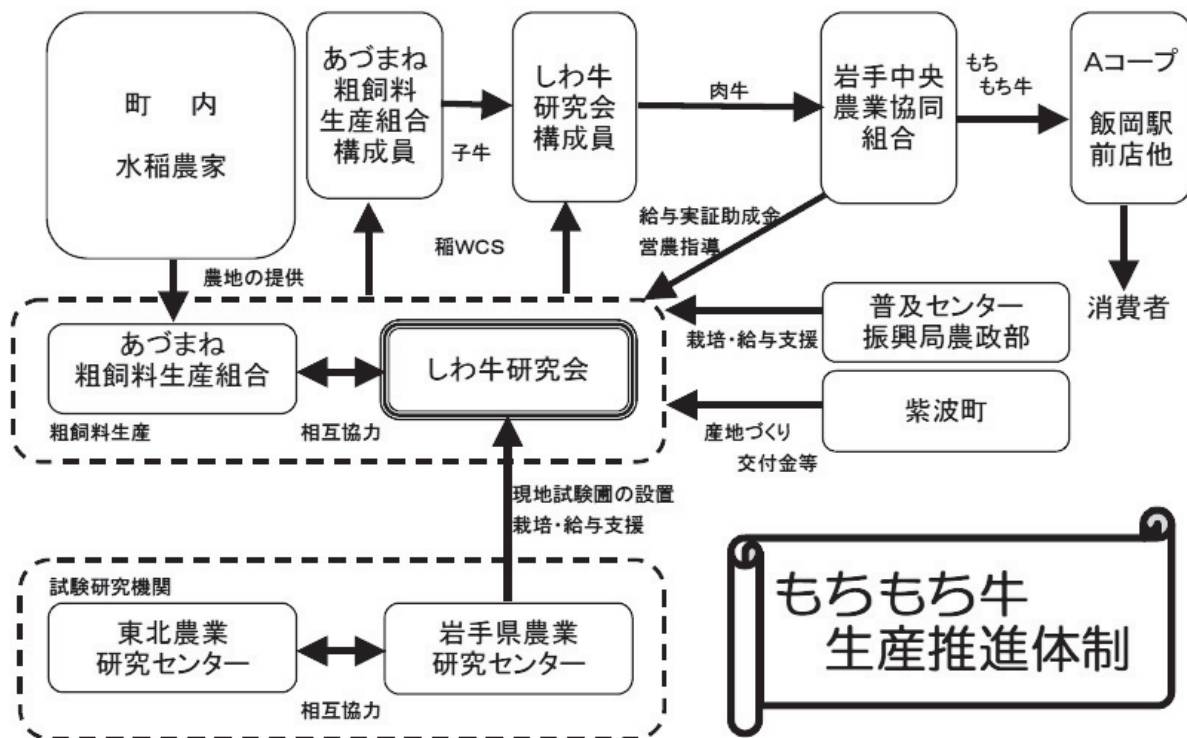 町　内
水稲農家
あづまね
粗飼料
生産組合
構成員
子牛
しわ牛
研究会
構成員
肉牛
岩手中央
農業協同
組合
もち
もち牛
Aコープ
飯岡駅
前店他
農地の提供
稲WCS
給与実証助成金
営農指導
消費者
あづまね
粗飼料生産組合
粗飼料生産
相互協力
しわ牛研究会
栽培・給与支援
普及センター
振興局農政部
産地づくり
交付金等
紫波町
現地試験圃の設置
栽培・給与支援
試験研究機関
東北農業
研究センター
相互協力
岩手県農業
研究センター
もちもち牛
生産推進体制